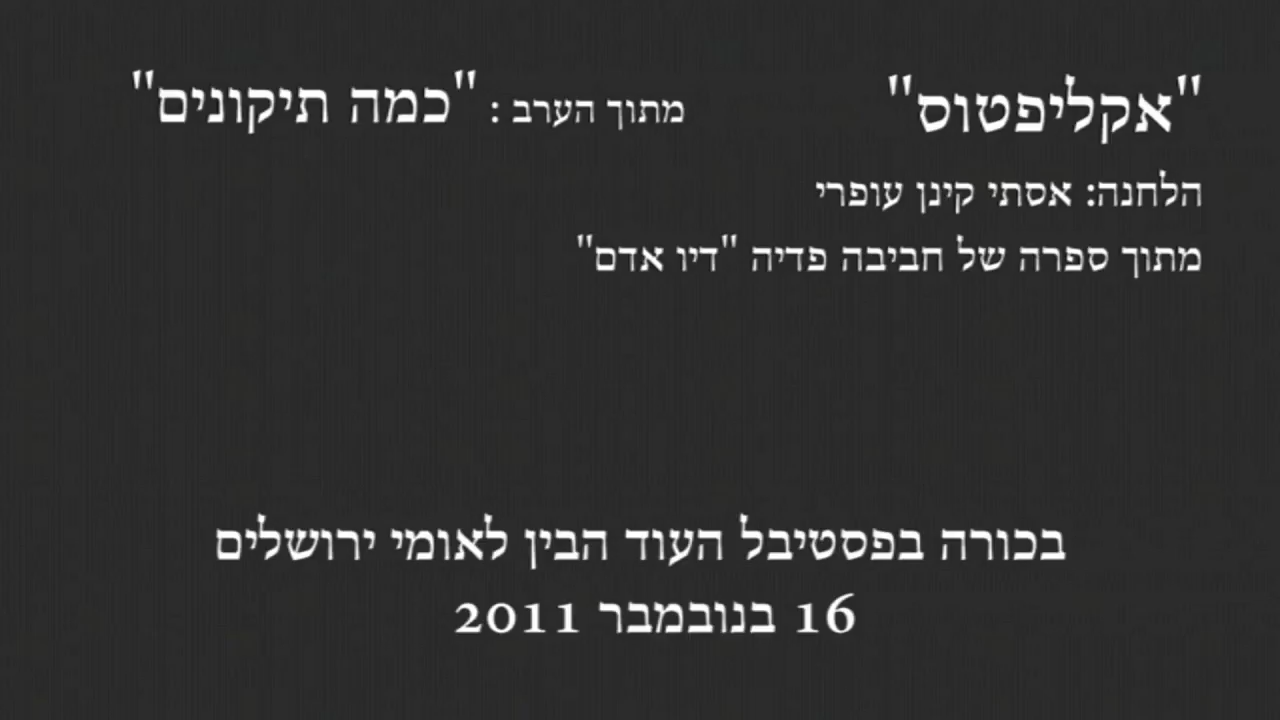 "אקליפטוס" מתוך הערב : "כמה תיקונים"
הלחנה: אסתי קינן עופרי
מתוך ספרה של חביבה פדיה "דיו אדם"
בכורה בפסטיבל העוד הבין לאומי ירושלים
16 בנובמבר 2011